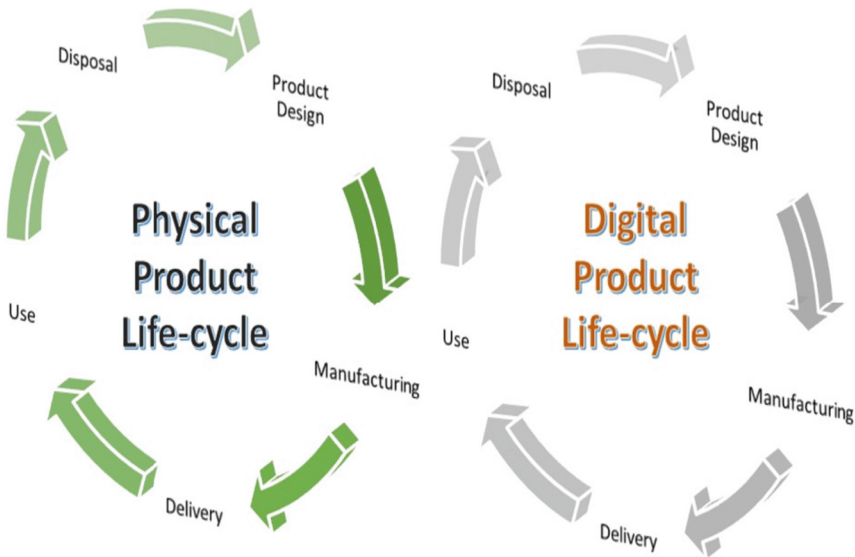 Disposal
Product
Design
Physical
Product
Life-cycle
Use
Manufacturing
Delivery
Disposal
Product
Design
Digital
Product
Life-cycle
Use
Manufacturing
Delivery